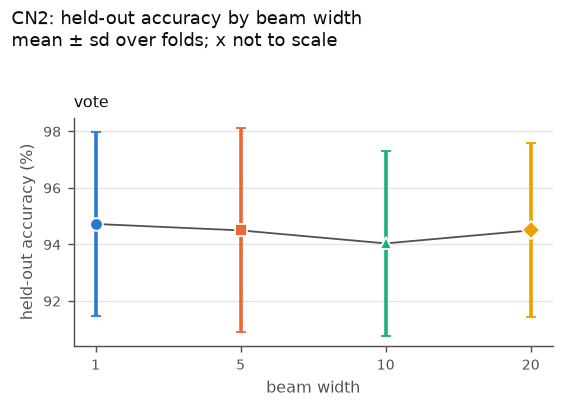 CN2: held-out accuracy by beam width
mean ± sd over folds; x not to scale
vote
held-out accuracy (%)
98
96
94
92
1 5 10 20
beam width